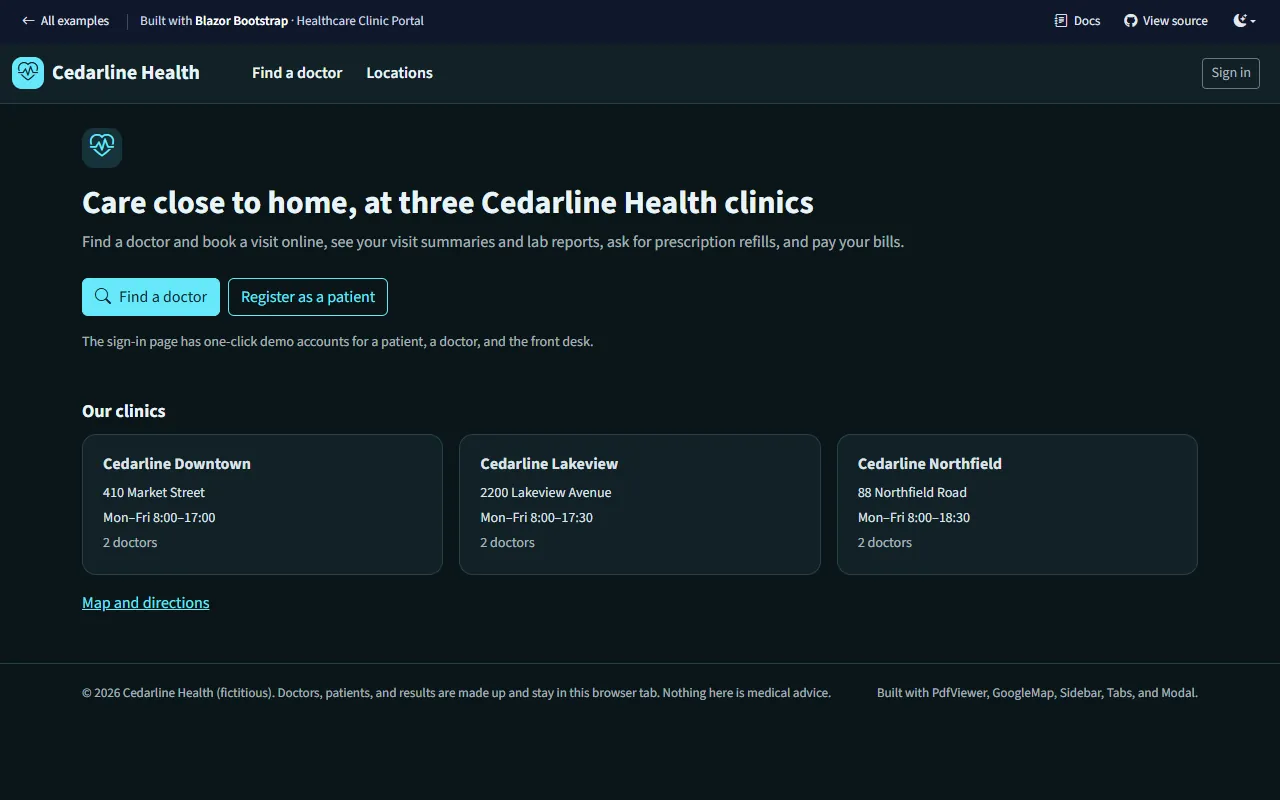 All examples
Built with Blazor Bootstrap · Healthcare Clinic Portal
Docs
View source
Cedarline Health
Find a doctor
Locations
Sign in
Care close to home, at three Cedarline Health clinics
Find a doctor and book a visit online, see your visit summaries and lab reports, ask for prescription refills, and pay your bills.
Find a doctor
Register as a patient
The sign-in page has one-click demo accounts for a patient, a doctor, and the front desk.
Our clinics
Cedarline Downtown
410 Market Street
Mon–Fri 8:00–17:00
2 doctors
Cedarline Lakeview
2200 Lakeview Avenue
Mon–Fri 8:00–17:30
2 doctors
Cedarline Northfield
88 Northfield Road
Mon–Fri 8:00–18:30
2 doctors
Map and directions
© 2026 Cedarline Health (fictitious). Doctors, patients, and results are made up and stay in this browser tab. Nothing here is medical advice.
Built with PdfViewer, GoogleMap, Sidebar, Tabs, and Modal.